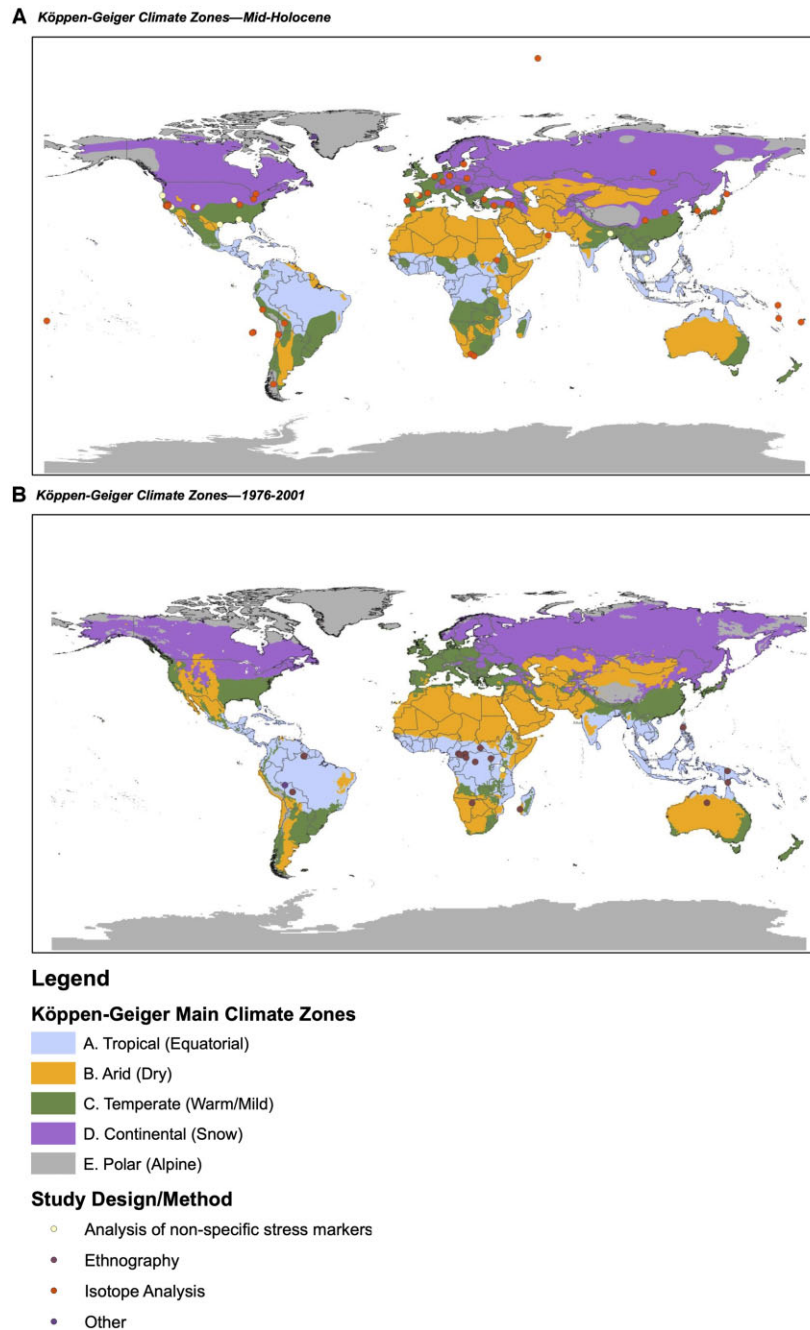 A Köppen-Geiger Climate Zones—Mid-Holocene
B Köppen-Geiger Climate Zones—1976-2001
Legend
Köppen-Geiger Main Climate Zones
A. Tropical (Equatorial)
B. Arid (Dry)
C. Temperate (Warm/Mild)
D. Continental (Snow)
E. Polar (Alpine)
Study Design/Method
Analysis of non-specific stress markers
Ethnography
Isotope Analysis
Other